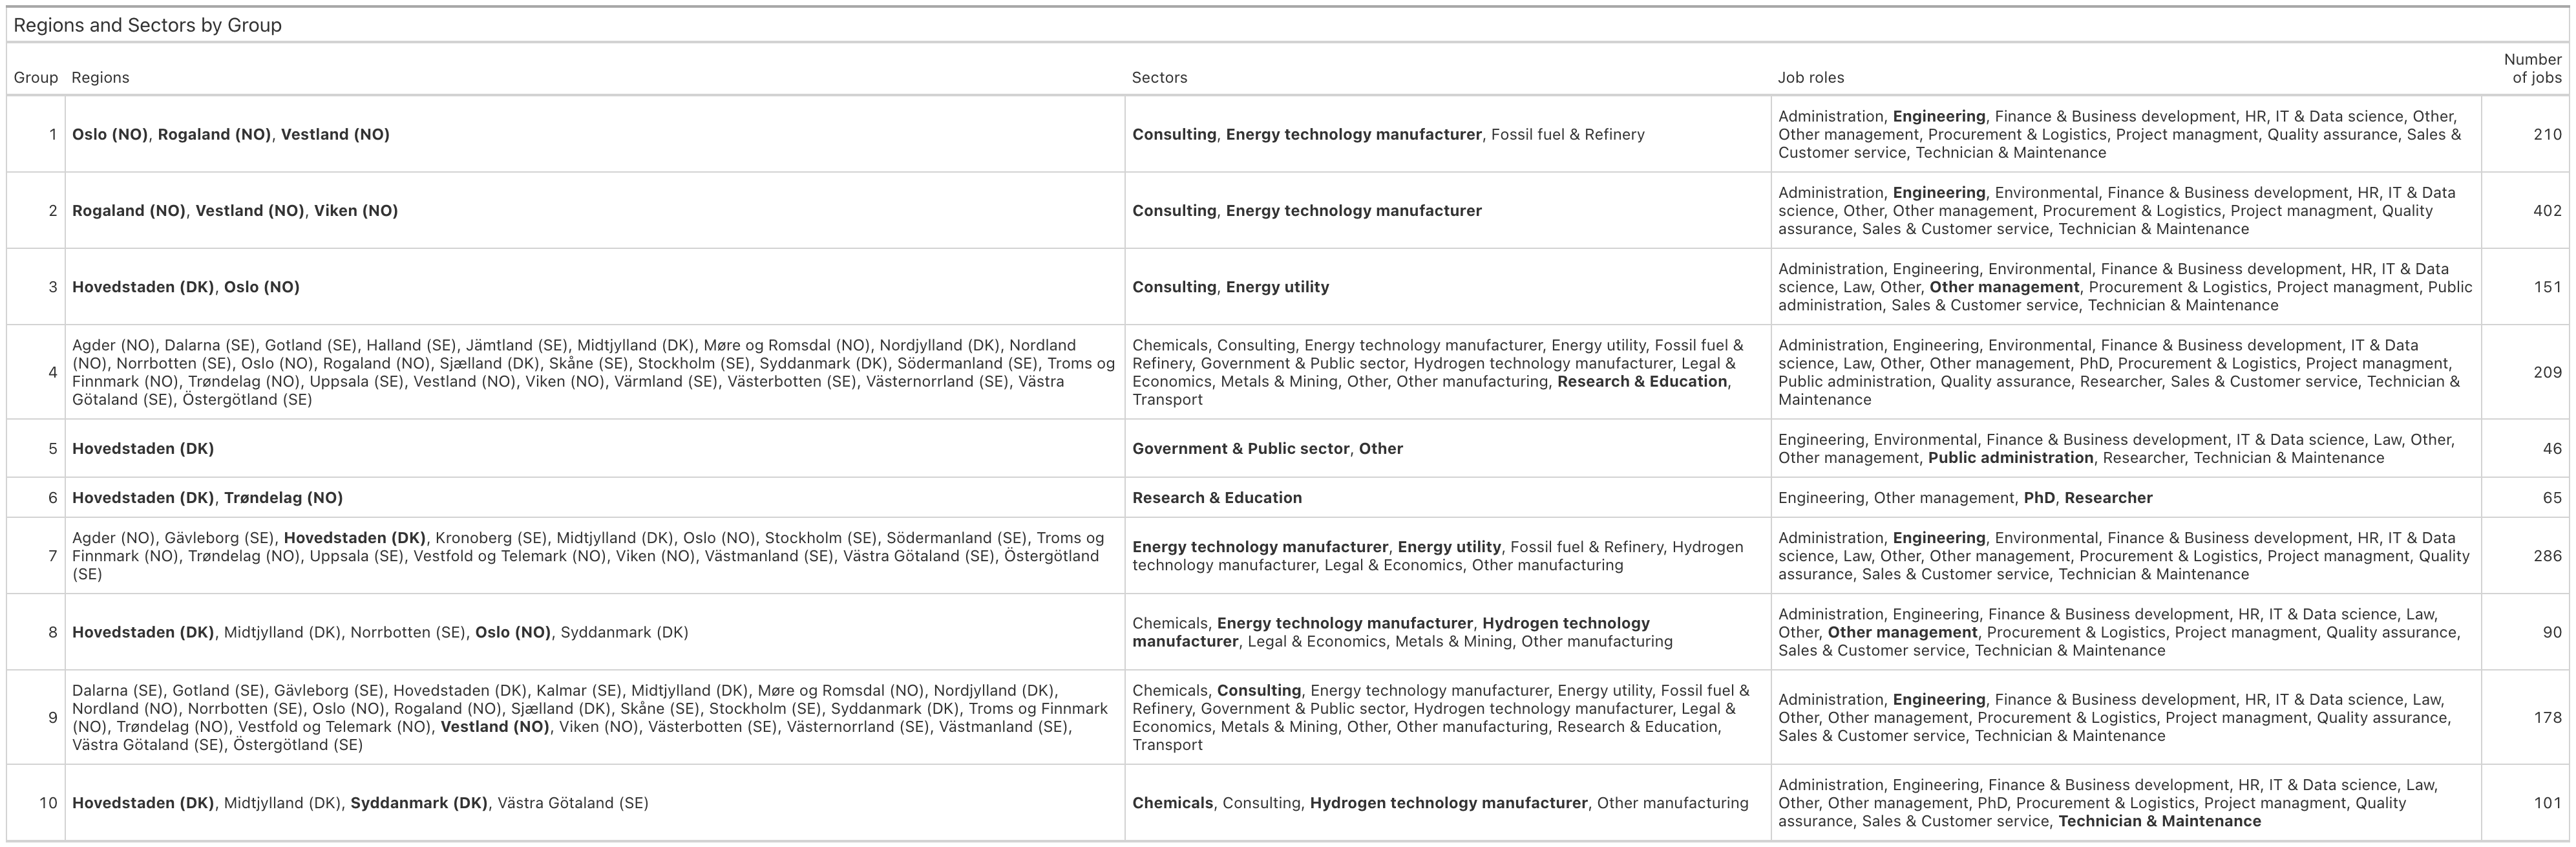 Regions and Sectors by Group
Group Regions Sectors Job roles Number of jobs
1
Oslo (NO), Rogaland (NO), Vestland (NO)
Consulting, Energy technology manufacturer, Fossil fuel & Refinery
Administration, Engineering, Finance & Business development, HR, IT & Data science, Other,
Other management, Procurement & Logistics, Project managment, Quality assurance, Sales &
Customer service, Technician & Maintenance
210
2
Rogaland (NO), Vestland (NO), Viken (NO)
Consulting, Energy technology manufacturer
Administration, Engineering, Environmental, Finance & Business development, HR, IT & Data
science, Other, Other management, Procurement & Logistics, Project managment, Quality
assurance, Sales & Customer service, Technician & Maintenance
402
3
Hovedstaden (DK), Oslo (NO)
Consulting, Energy utility
Administration, Engineering, Environmental, Finance & Business development, HR, IT & Data
science, Law, Other, Other management, Procurement & Logistics, Project managment, Public
administration, Sales & Customer service, Technician & Maintenance
151
4
Agder (NO), Dalarna (SE), Gotland (SE), Halland (SE), Jämtland (SE), Midtjylland (DK), Møre og Romsdal (NO), Nordjylland (DK), Nordland
(NO), Norrbotten (SE), Oslo (NO), Rogaland (NO), Sjælland (DK), Skåne (SE), Stockholm (SE), Syddanmark (DK), Södermanland (SE), Troms og
Finnmark (NO), Trøndelag (NO), Uppsala (SE), Vestland (NO), Viken (NO), Värmland (SE), Västerbotten (SE), Västernorrland (SE), Västra
Götaland (SE), Östergötland (SE)
Chemicals, Consulting, Energy technology manufacturer, Energy utility, Fossil fuel &
Refinery, Government & Public sector, Hydrogen technology manufacturer, Legal &
Economics, Metals & Mining, Other, Other manufacturing, Research & Education,
Transport
Administration, Engineering, Environmental, Finance & Business development, IT & Data
science, Law, Other, Other management, PhD, Procurement & Logistics, Project managment,
Public administration, Quality assurance, Researcher, Sales & Customer service, Technician &
Maintenance
209
5
Hovedstaden (DK)
Government & Public sector, Other
Engineering, Environmental, Finance & Business development, IT & Data science, Law, Other,
Other management, Public administration, Researcher, Technician & Maintenance
46
6
Hovedstaden (DK), Trøndelag (NO)
Research & Education
Engineering, Other management, PhD, Researcher
65
7
Agder (NO), Gävleborg (SE), Hovedstaden (DK), Kronoberg (SE), Midtjylland (DK), Oslo (NO), Stockholm (SE), Södermanland (SE), Troms og
Finnmark (NO), Trøndelag (NO), Uppsala (SE), Vestfold og Telemark (NO), Viken (NO), Västmanland (SE), Västra Götaland (SE), Östergötland
(SE)
Energy technology manufacturer, Energy utility, Fossil fuel & Refinery, Hydrogen
technology manufacturer, Legal & Economics, Other manufacturing
Administration, Engineering, Environmental, Finance & Business development, HR, IT & Data
science, Law, Other, Other management, Procurement & Logistics, Project managment, Quality
assurance, Sales & Customer service, Technician & Maintenance
286
8
Hovedstaden (DK), Midtjylland (DK), Norrbotten (SE), Oslo (NO), Syddanmark (DK)
Chemicals, Energy technology manufacturer, Hydrogen technology
manufacturer, Legal & Economics, Metals & Mining, Other manufacturing
Administration, Engineering, Finance & Business development, HR, IT & Data science, Law,
Other, Other management, Procurement & Logistics, Project managment, Quality assurance,
Sales & Customer service, Technician & Maintenance
90
9
Dalarna (SE), Gotland (SE), Gävleborg (SE), Hovedstaden (DK), Kalmar (SE), Midtjylland (DK), Møre og Romsdal (NO), Nordjylland (DK),
Nordland (NO), Norrbotten (SE), Oslo (NO), Rogaland (NO), Sjælland (DK), Skåne (SE), Stockholm (SE), Syddanmark (DK), Troms og Finnmark
(NO), Trøndelag (NO), Vestfold og Telemark (NO), Vestland (NO), Viken (NO), Västerbotten (SE), Västernorrland (SE), Västmanland (SE),
Västra Götaland (SE), Östergötland (SE)
Chemicals, Consulting, Energy technology manufacturer, Energy utility, Fossil fuel &
Refinery, Government & Public sector, Hydrogen technology manufacturer, Legal &
Economics, Metals & Mining, Other, Other manufacturing, Research & Education,
Transport
Administration, Engineering, Finance & Business development, HR, IT & Data science, Law,
Other, Other management, Procurement & Logistics, Project managment, Quality assurance,
Sales & Customer service, Technician & Maintenance
178
10
Hovedstaden (DK), Midtjylland (DK), Syddanmark (DK), Västra Götaland (SE)
Chemicals, Consulting, Hydrogen technology manufacturer, Other manufacturing
Administration, Engineering, Finance & Business development, HR, IT & Data science, Law,
Other, Other management, PhD, Procurement & Logistics, Project managment, Quality
assurance, Sales & Customer service, Technician & Maintenance
101